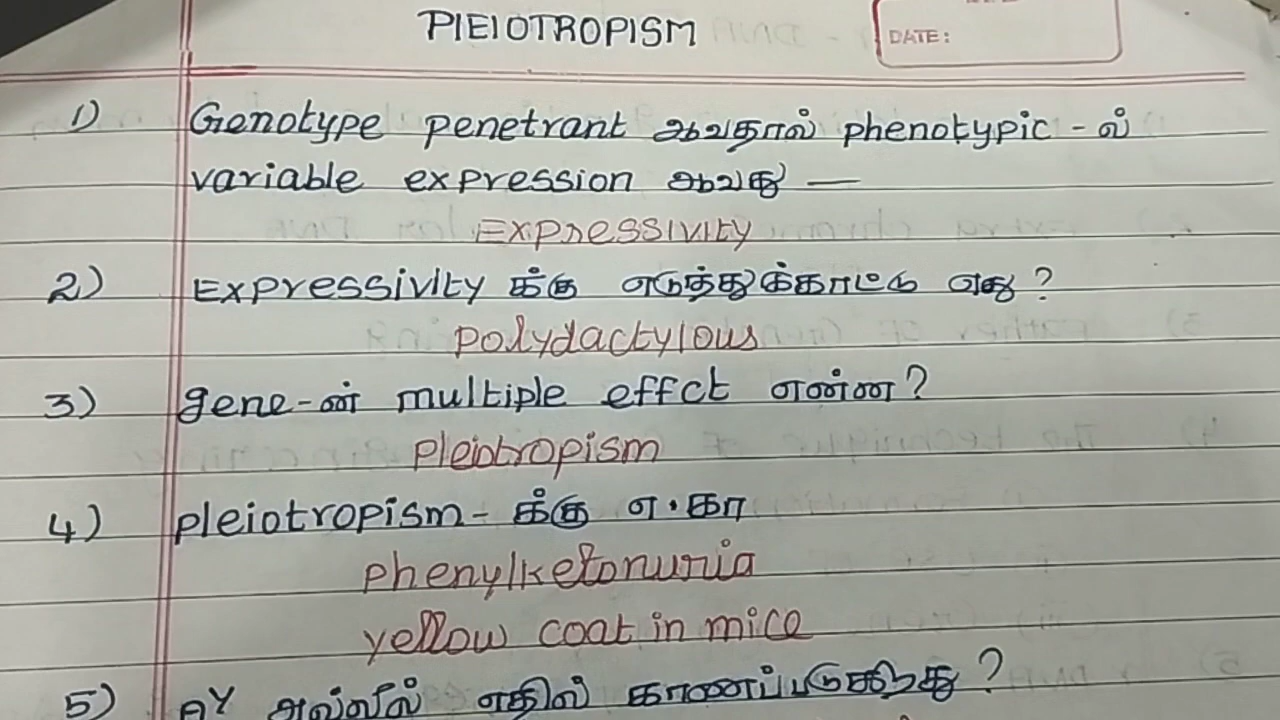 PlEIOTROPISM
DATE:
1) Genotype penetrant ஆவதால் phenotypic - ல்
variable expression ஆவது —
Expressivity
2) Expressivity க்கு எடுத்துக்காட்டு எது?
polydactylous
3) gene-ன் multiple effct என்ன?
pleiotropism
4) pleiotropism - க்கு எ.கா
phenylketonuria
yellow coat in mice
5) AY அல்லீல் எதில் காணப்படுகிறது?